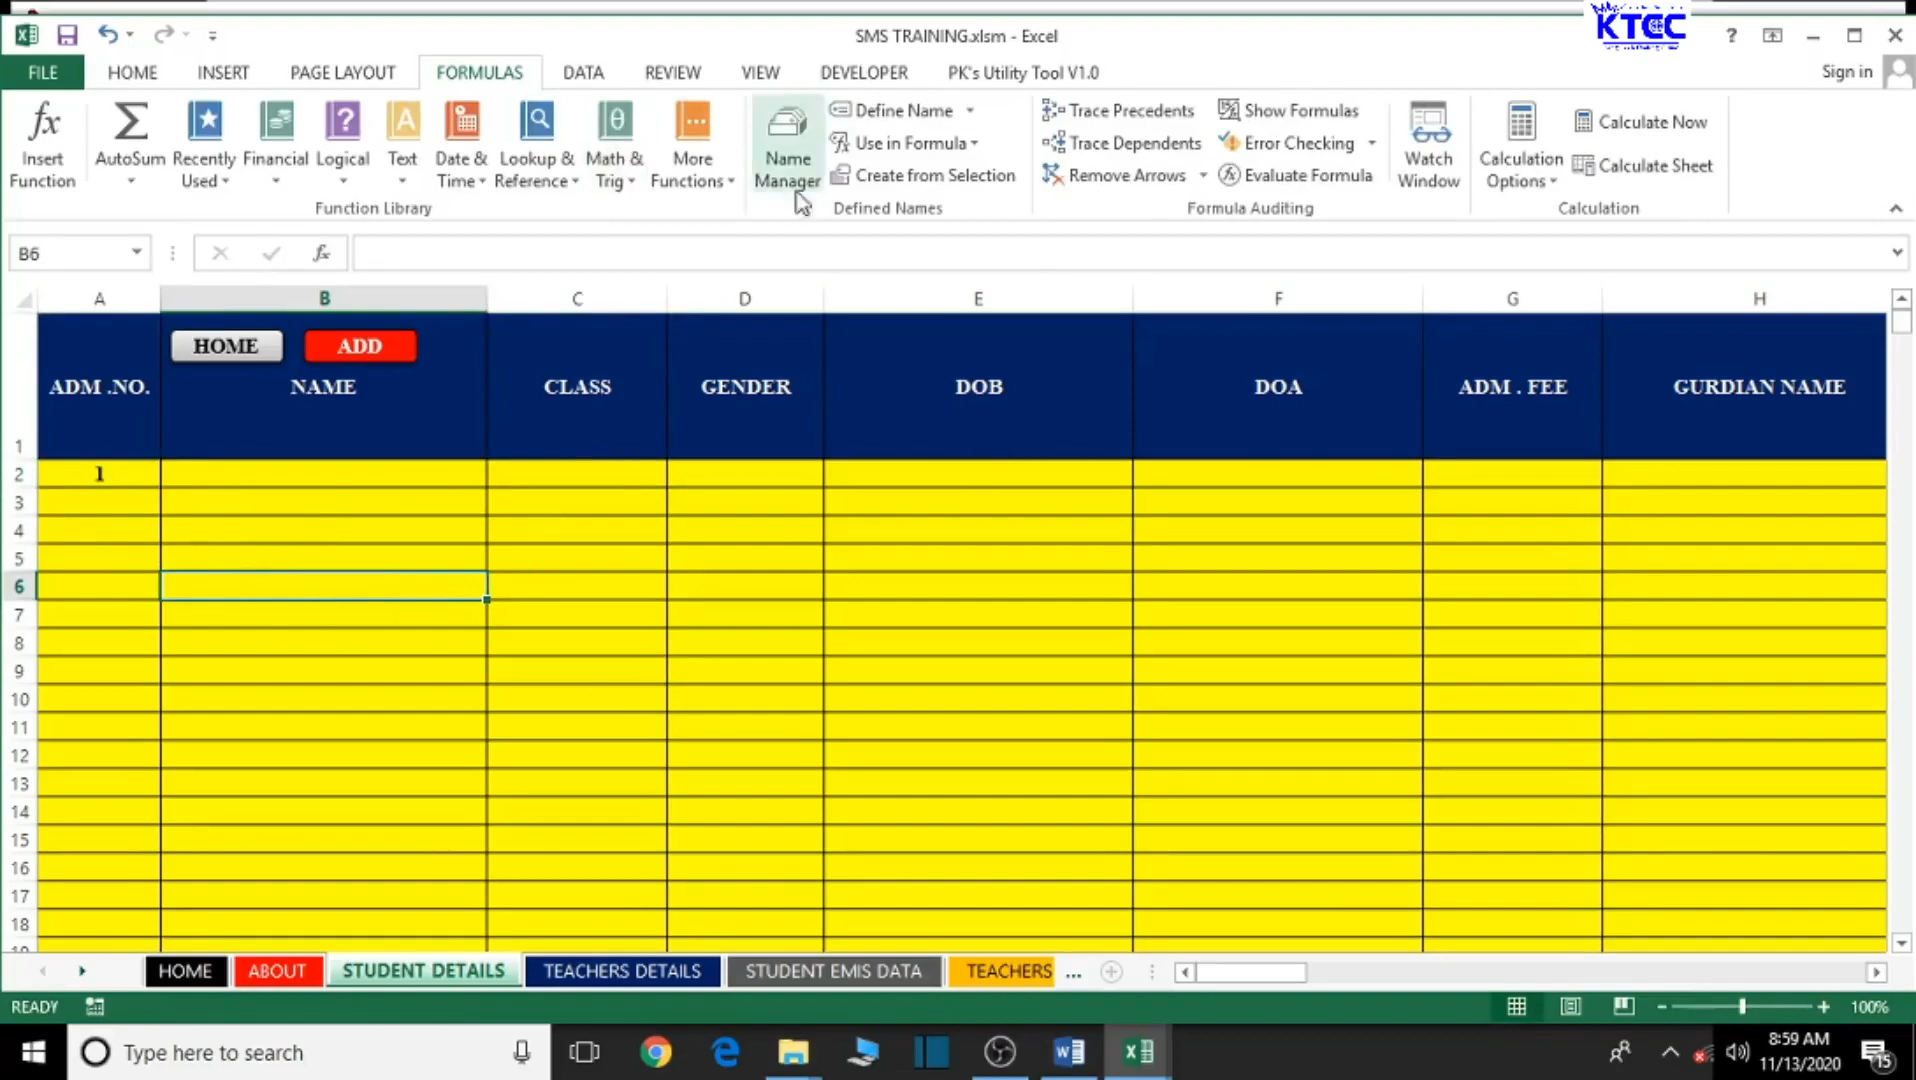 KTCC
SMS TRAINING.xlsm - Excel
?
FILE HOME INSERT PAGE LAYOUT FORMULAS DATA REVIEW VIEW DEVELOPER PK's Utility Tool V1.0 Sign in
fx Insert Function
AutoSum
Recently Used
Financial
Logical
Text
Date & Time
Lookup & Reference
Math & Trig
More Functions
Function Library
Name Manager
Define Name
Use in Formula
Create from Selection
Defined Names
Trace Precedents
Trace Dependents
Remove Arrows
Show Formulas
Error Checking
Evaluate Formula
Formula Auditing
Watch Window
Calculation Options
Calculate Now
Calculate Sheet
Calculation
B6 fx
A B C D E F G H
HOME ADD
ADM .NO. NAME CLASS GENDER DOB DOA ADM . FEE GURDIAN NAME
1
2 1
3
4
5
6
7
8
9
10
11
12
13
14
15
16
17
18
19
HOME ABOUT STUDENT DETAILS TEACHERS DETAILS STUDENT EMIS DATA TEACHERS ...
READY 100%
Type here to search
8:59 AM
11/13/2020
15